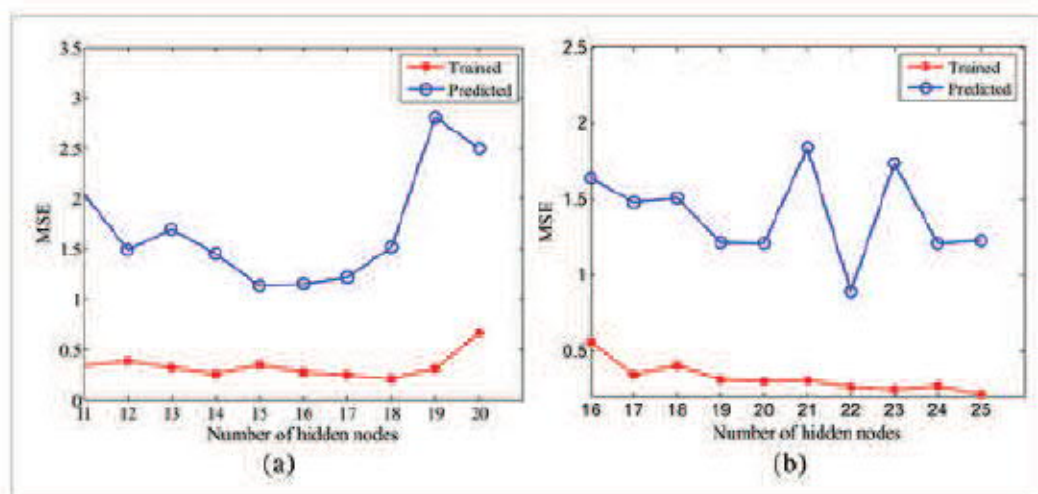 3.5
3
2.5
2
1.5
1
0.5
0
MSE
Trained
Predicted
11 12 13 14 15 16 17 18 19 20
Number of hidden nodes
(a)
2.5
2
1.5
1
0.5
MSE
Trained
Predicted
16 17 18 19 20 21 22 23 24 25
Number of hidden nodes
(b)